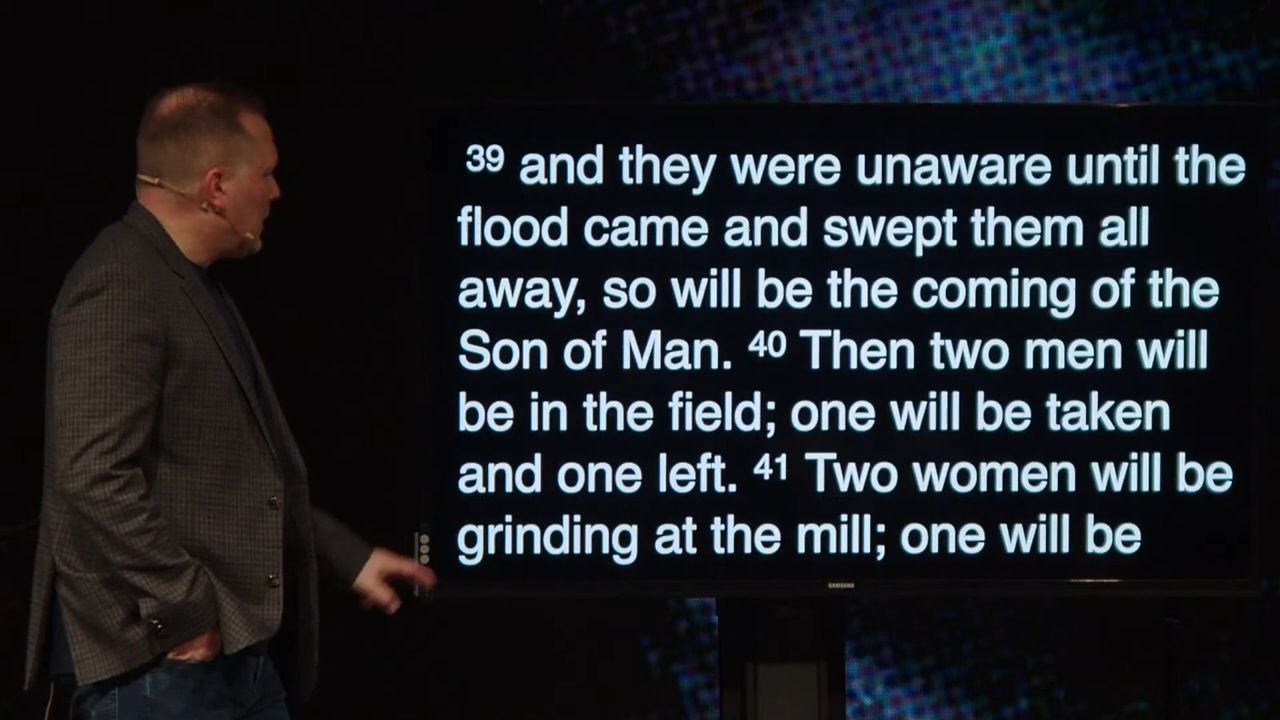 39 and they were unaware until the
flood came and swept them all
away, so will be the coming of the
Son of Man. 40 Then two men will
be in the field; one will be taken
and one left. 41 Two women will be
grinding at the mill; one will be
SAMSUNG